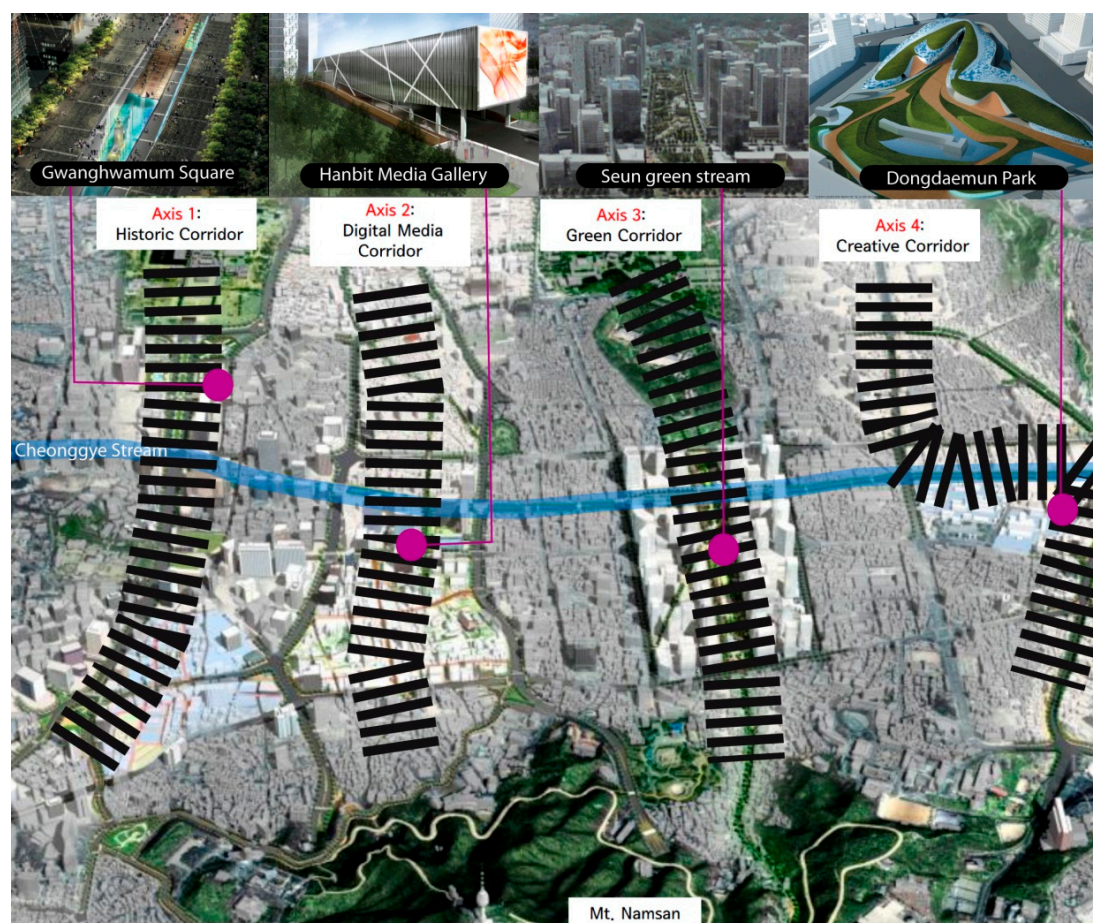 Gwanghwamum Square
Hanbit Media Gallery
Seun green stream
Dongdaemun Park
Axis 1:
Historic Corridor
Axis 2:
Digital Media
Corridor
Axis 3:
Green Corridor
Axis 4:
Creative Corridor
Cheonggye Stream
Mt. Namsan